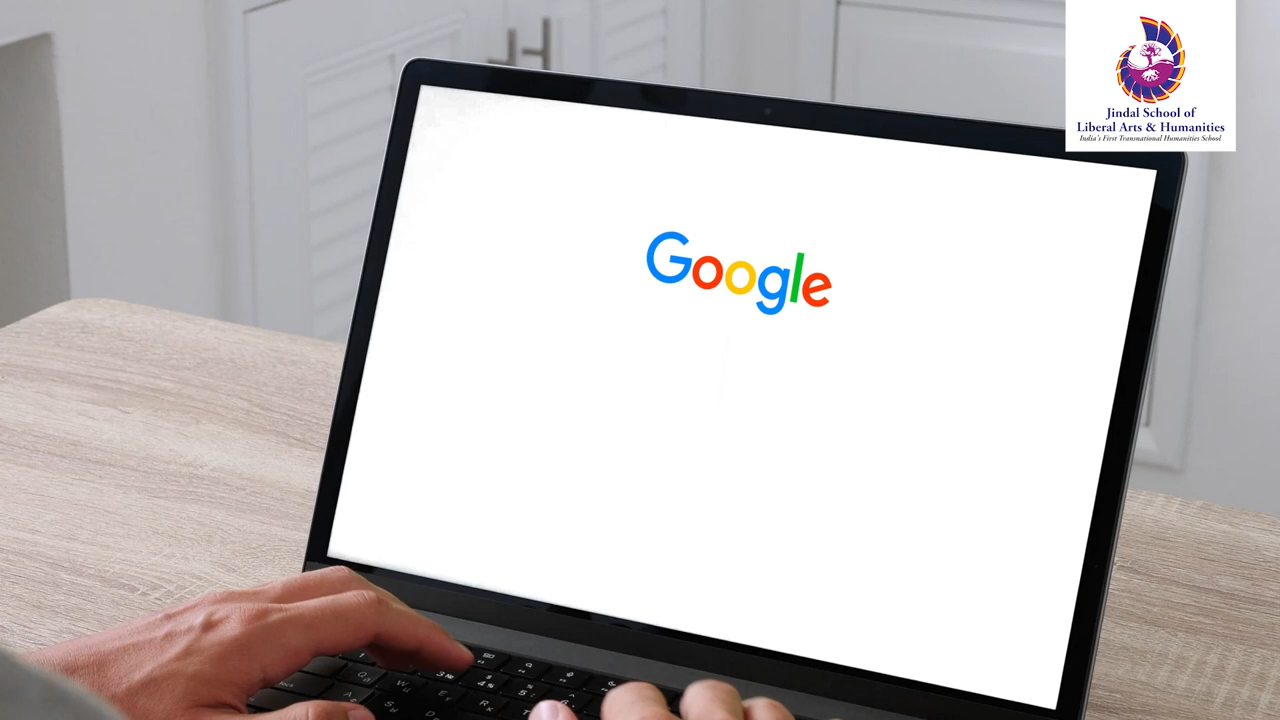 Jindal School of
Liberal Arts & Humanities
India's First Transnational Humanities School
Google